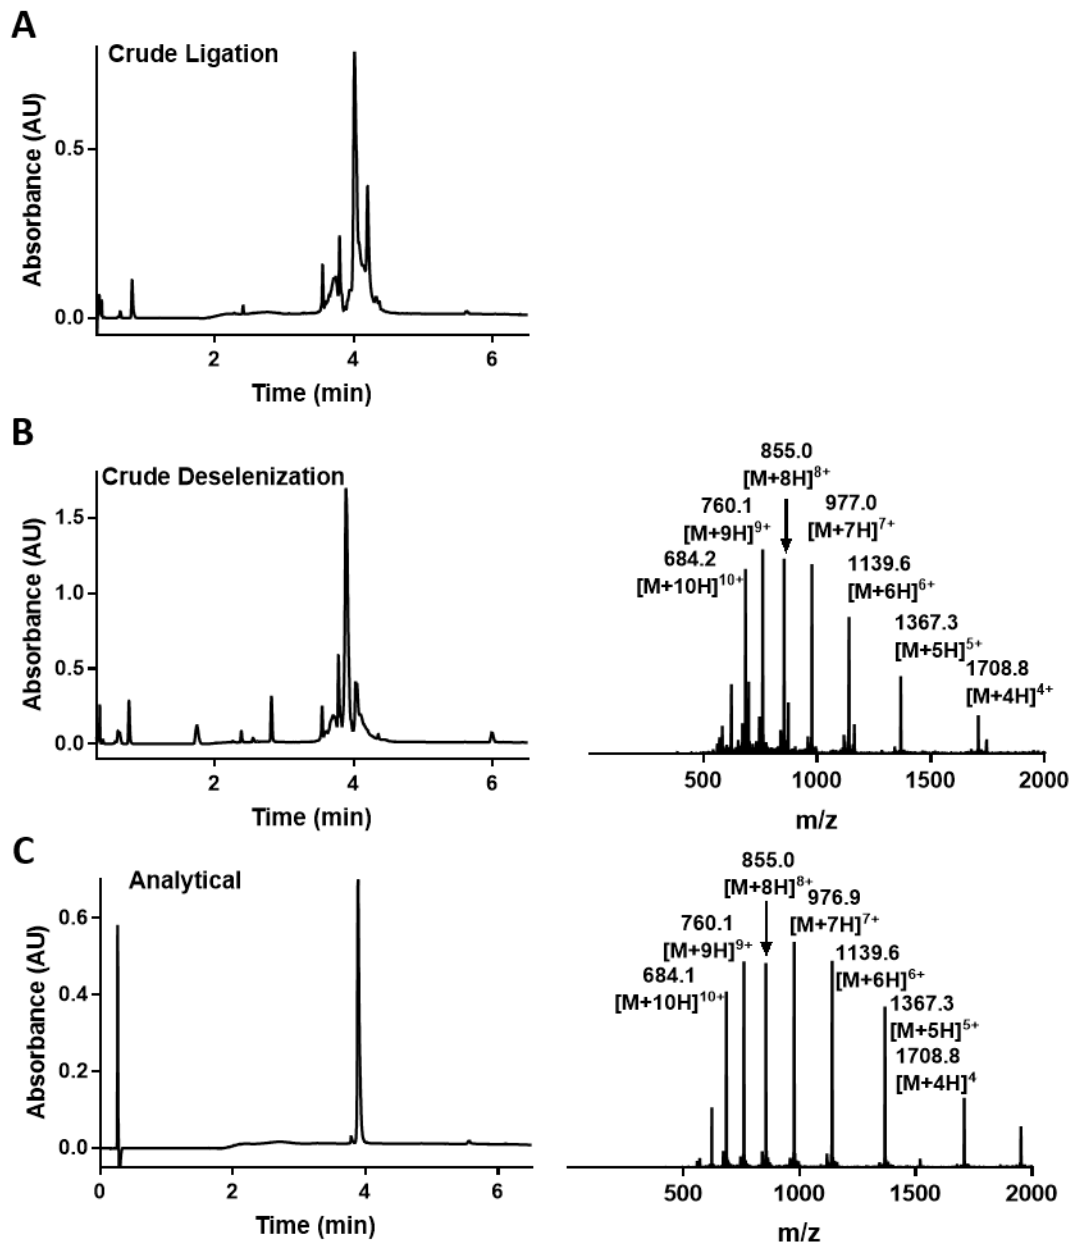 A
Crude Ligation
Absorbance (AU)
0.5
0.0
2 4 6
Time (min)
B
Crude Deselenization
Absorbance (AU)
1.5
1.0
0.5
0.0
2 4 6
Time (min)
855.0
[M+8H]8+
760.1
[M+9H]9+
977.0
[M+7H]7+
684.2
[M+10H]10+
1139.6
[M+6H]6+
1367.3
[M+5H]5+
1708.8
[M+4H]4+
500 1000 1500 2000
m/z
C
Analytical
Absorbance (AU)
0.6
0.4
0.2
0.0
0 2 4 6
Time (min)
855.0
[M+8H]8+
976.9
[M+7H]7+
760.1
[M+9H]9+
684.1
[M+10H]10+
1139.6
[M+6H]6+
1367.3
[M+5H]5+
1708.8
[M+4H]4
500 1000 1500 2000
m/z